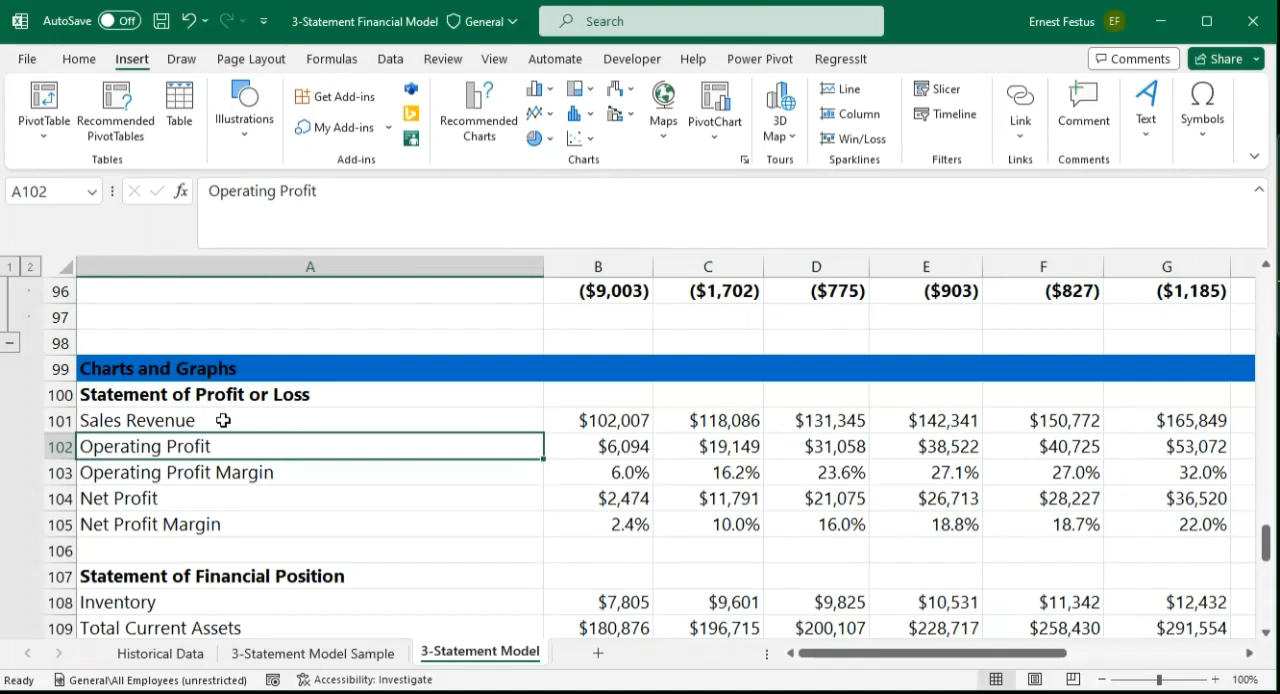 AutoSave Off 3-Statement Financial Model General Search Ernest Festus EF
File Home Insert Draw Page Layout Formulas Data Review View Automate Developer Help Power Pivot RegressIt Comments Share
PivotTable Recommended PivotTables Table Illustrations Get Add-ins My Add-ins Recommended Charts Maps PivotChart 3D Map Line Column Win/Loss Slicer Timeline Link Comment Text Symbols
Tables Add-ins Charts Tours Sparklines Filters Links Comments
A102 fx Operating Profit
1 2 A B C D E F G
96 ($9,003) ($1,702) ($775) ($903) ($827) ($1,185)
97
98
99 Charts and Graphs
100 Statement of Profit or Loss
101 Sales Revenue $102,007 $118,086 $131,345 $142,341 $150,772 $165,849
102 Operating Profit $6,094 $19,149 $31,058 $38,522 $40,725 $53,072
103 Operating Profit Margin 6.0% 16.2% 23.6% 27.1% 27.0% 32.0%
104 Net Profit $2,474 $11,791 $21,075 $26,713 $28,227 $36,520
105 Net Profit Margin 2.4% 10.0% 16.0% 18.8% 18.7% 22.0%
106
107 Statement of Financial Position
108 Inventory $7,805 $9,601 $9,825 $10,531 $11,342 $12,432
109 Total Current Assets $180,876 $196,715 $200,107 $228,717 $258,430 $291,554
Historical Data 3-Statement Model Sample 3-Statement Model
Ready General\All Employees (unrestricted) Accessibility: Investigate 100%